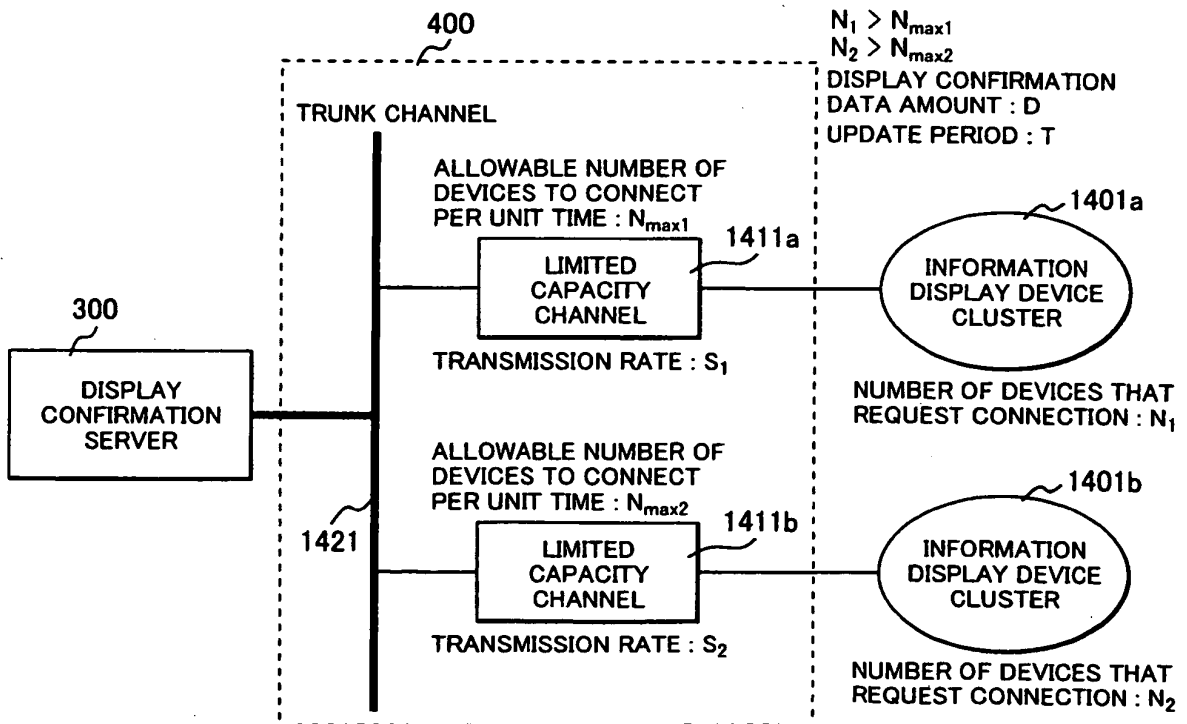 400
N1 > Nmax1
N2 > Nmax2
DISPLAY CONFIRMATION
DATA AMOUNT : D
UPDATE PERIOD : T
TRUNK CHANNEL
ALLOWABLE NUMBER OF
DEVICES TO CONNECT
PER UNIT TIME : Nmax1
1411a
LIMITED
CAPACITY
CHANNEL
TRANSMISSION RATE : S1
1401a
INFORMATION
DISPLAY DEVICE
CLUSTER
NUMBER OF DEVICES THAT
REQUEST CONNECTION : N1
300
DISPLAY
CONFIRMATION
SERVER
1421
ALLOWABLE NUMBER OF
DEVICES TO CONNECT
PER UNIT TIME : Nmax2
1411b
LIMITED
CAPACITY
CHANNEL
TRANSMISSION RATE : S2
1401b
INFORMATION
DISPLAY DEVICE
CLUSTER
NUMBER OF DEVICES THAT
REQUEST CONNECTION : N2